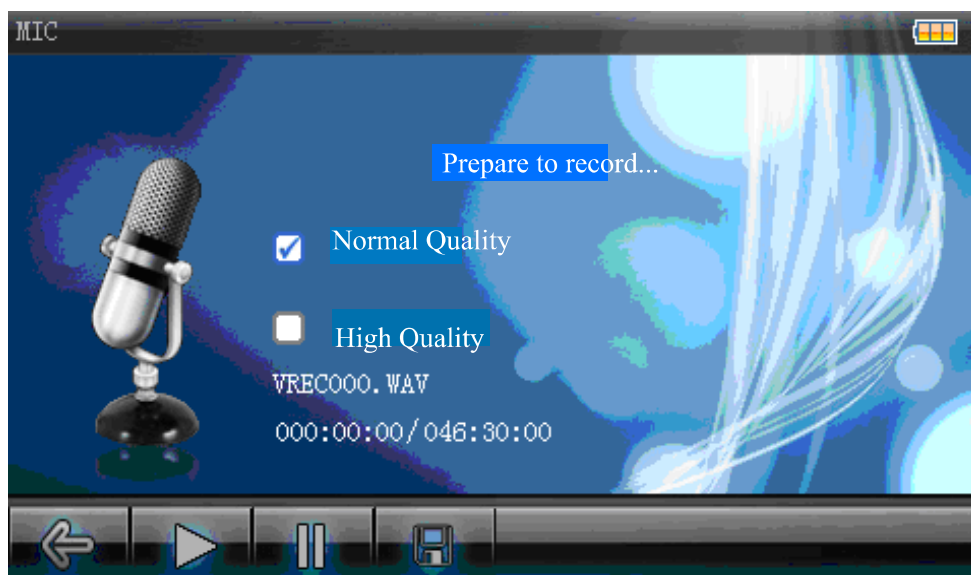 MIC
Prepare to record...
Normal Quality
High Quality
VREC000.WAV
000:00:00/046:30:00